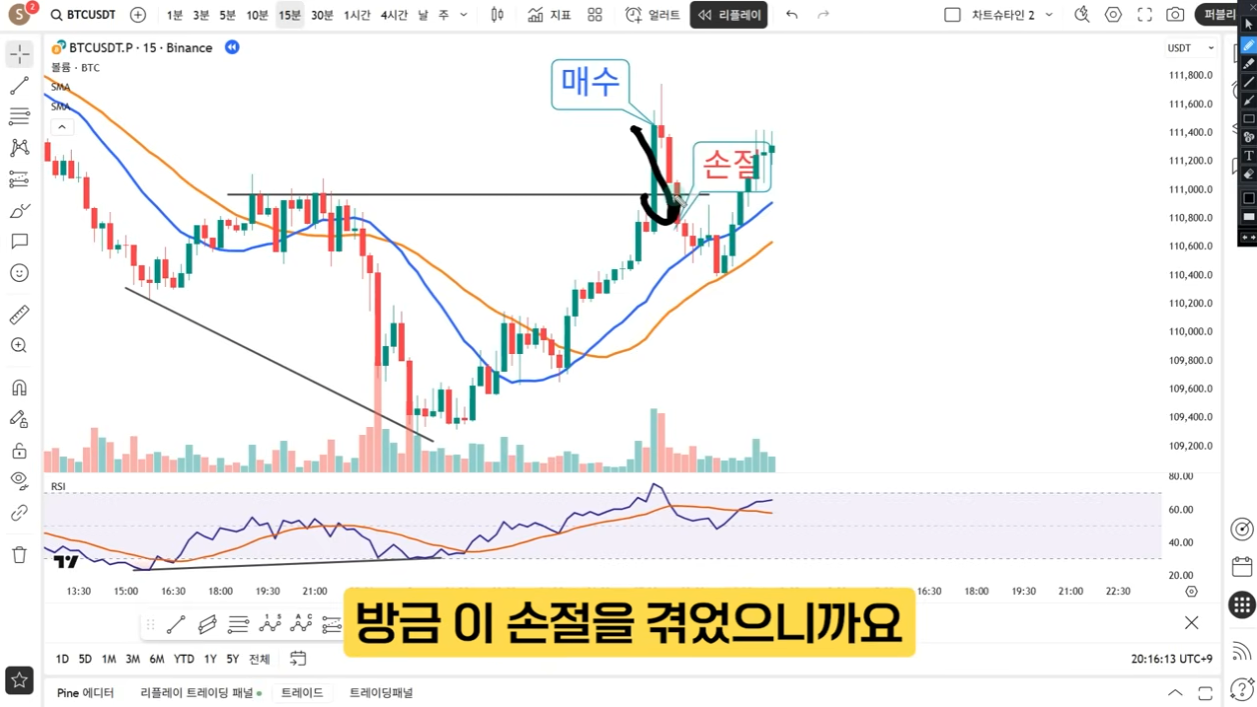 S 2 BTCUSDT 1분 3분 5분 10분 15분 30분 1시간 4시간 날 주 지표 얼러트 리플레이 차트슈타인 2 퍼블리
BTCUSDT.P · 15 · Binance
USDT
볼륨 · BTC
SMA
SMA
매수
손절
111,800.0
111,600.0
111,400.0
111,200.0
111,000.0
110,800.0
110,600.0
110,400.0
110,200.0
110,000.0
109,800.0
109,600.0
109,400.0
109,200.0
RSI
80.00
60.00
40.00
20.00
13:30 15:00 16:30 18:00 19:30 21:00 16:30 18:00 19:30 21:00 22:30
방금 이 손절을 겪었으니까요
1D 5D 1M 3M 6M YTD 1Y 5Y 전체
20:16:13 UTC+9
Pine 에디터 리플레이 트레이딩 패널 트레이드 트레이딩패널